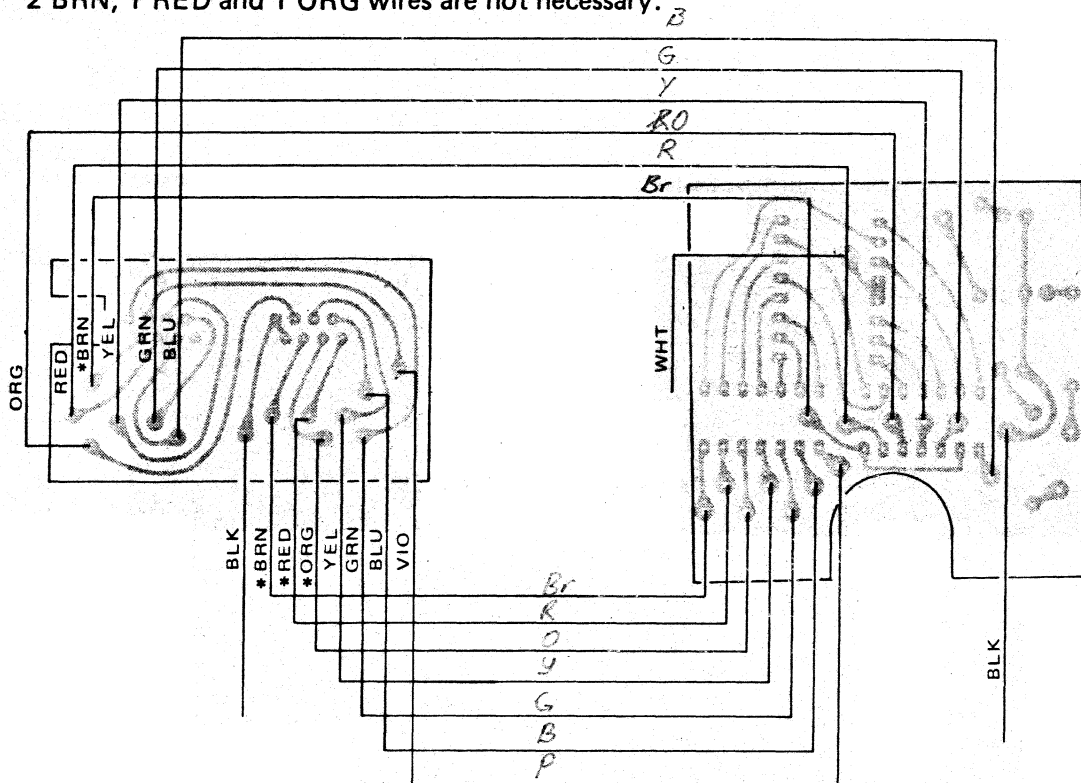 2 BRN, 1 RED and 1 ORG wires are not necessary.
B
G
Y
RO
R
Br
ORG
RED
*BRN
YEL
GRN
BLU
WHT
BLK
*BRN
*RED
*ORG
YEL
GRN
BLU
VIO
BLK
Br
R
O
y
G
B
P